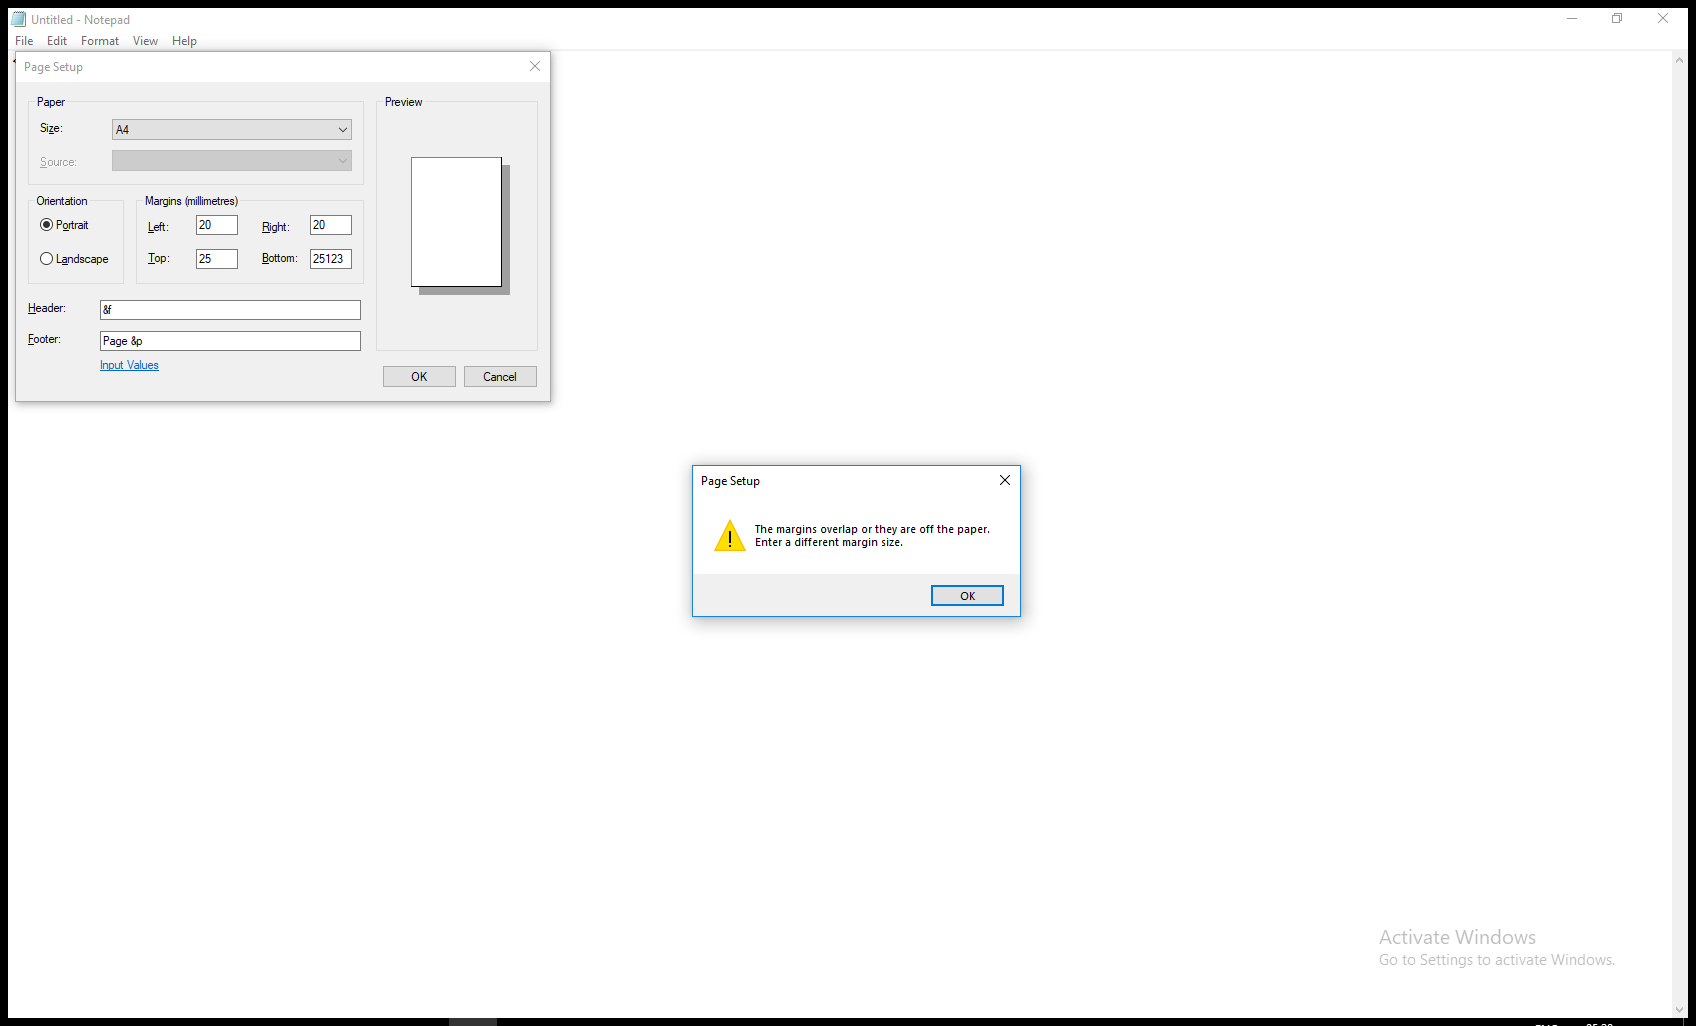 Untitled - Notepad
File Edit Format View Help
Page Setup
Paper
Size: A4
Source:
Orientation
Portrait
Landscape
Margins (millimetres)
Left: 20 Right: 20
Top: 25 Bottom: 25123
Header: &f
Footer: Page &p
Input Values
Preview
OK Cancel
Page Setup
The margins overlap or they are off the paper.
Enter a different margin size.
OK
Activate Windows
Go to Settings to activate Windows.